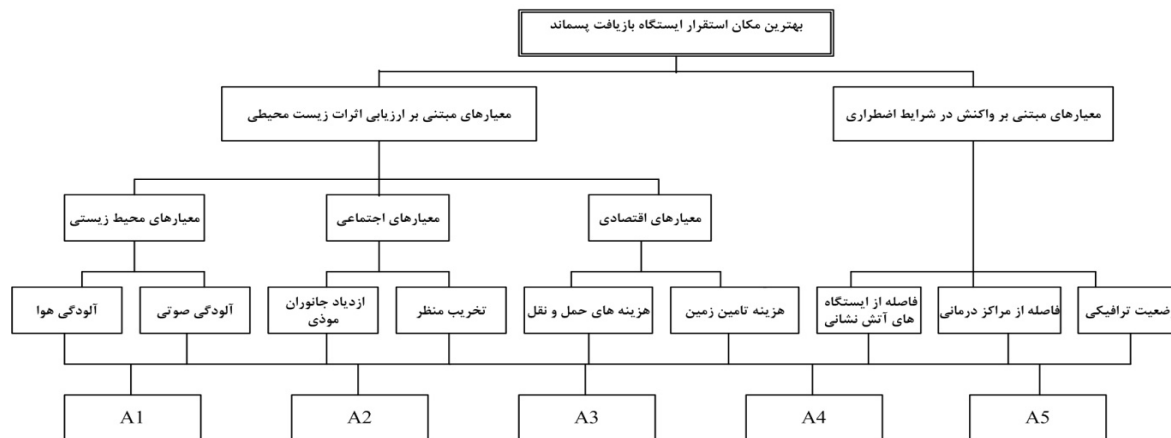 بهترین مکان استقرار ایستگاه بازیافت پسماند
معیارهای مبتنی بر واکنش در شرایط اضطراری
معیارهای مبتنی بر ارزیابی اثرات زیست محیطی
معیارهای اقتصادی
معیارهای اجتماعی
معیارهای محیط زیستی
ضعیت ترافیکی
فاصله از مراکز درمانی
فاصله از ایستگاه
های آتش نشانی
هزینه تامین زمین
هزینه های حمل و نقل
تخریب منظر
ازدیاد جانوران
موذی
آلودگی صوتی
آلودگی هوا
A1
A2
A3
A4
A5